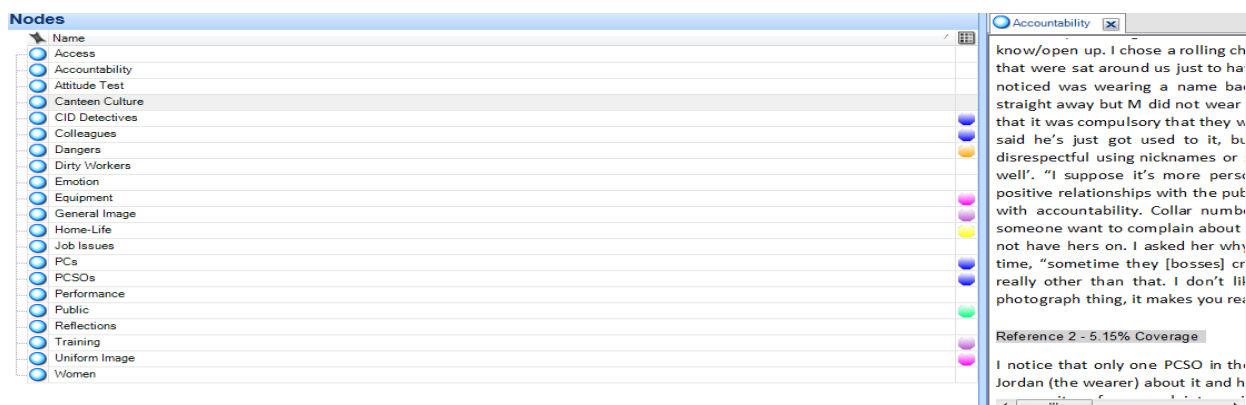 Nodes
Name
Access
Accountability
Attitude Test
Canteen Culture
CID Detectives
Colleagues
Dangers
Dirty Workers
Emotion
Equipment
General Image
Home-Life
Job Issues
PCs
PCSOs
Performance
Public
Reflections
Training
Uniform Image
Women
Accountability
know/open up. I chose a rolling ch
that were sat around us just to ha
noticed was wearing a name bad
straight away but M did not wear
that it was compulsory that they w
said he's just got used to it, bu
disrespectful using nicknames or
well'. "I suppose it's more perso
positive relationships with the pub
with accountability. Collar numbe
someone want to complain about
not have hers on. I asked her why
time, "sometime they [bosses] cr
really other than that. I don't lik
photograph thing, it makes you rea
Reference 2 - 5.15% Coverage
I notice that only one PCSO in the
Jordan (the wearer) about it and h